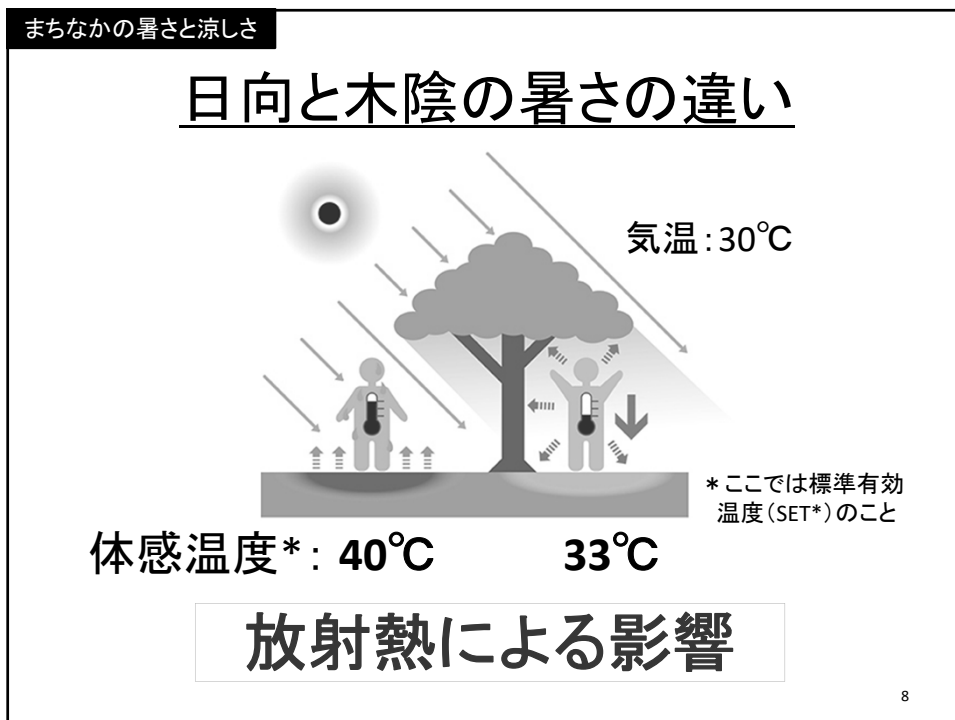 まちなかの暑さと涼しさ
日向と木陰の暑さの違い
気温：30℃
＊ここでは標準有効
温度（SET*）のこと
体感温度*： 40℃ 33℃
放射熱による影響
8